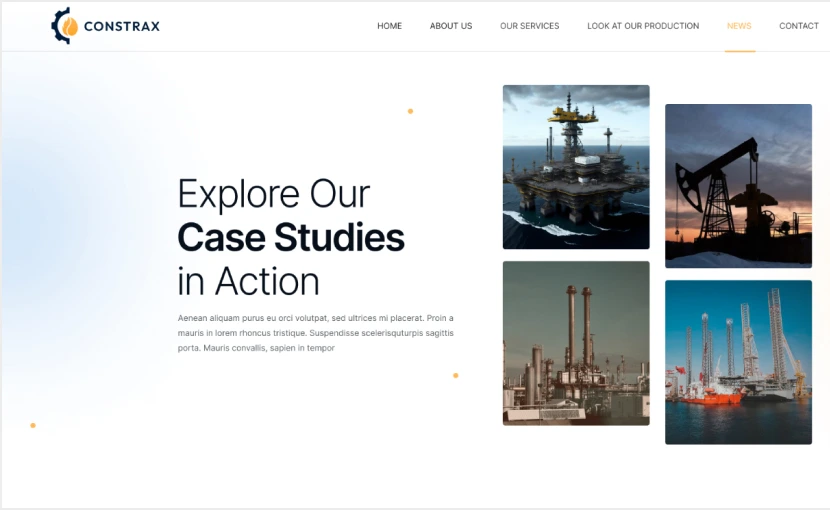 CONSTRAX
HOME ABOUT US OUR SERVICES LOOK AT OUR PRODUCTION NEWS CONTACT
Explore Our
Case Studies
in Action
Aenean aliquam purus eu orci volutpat, sed ultrices mi placerat. Proin a
mauris in lorem rhoncus tristique. Suspendisse scelerisquturpis sagittis
porta. Mauris convallis, sapien in tempor